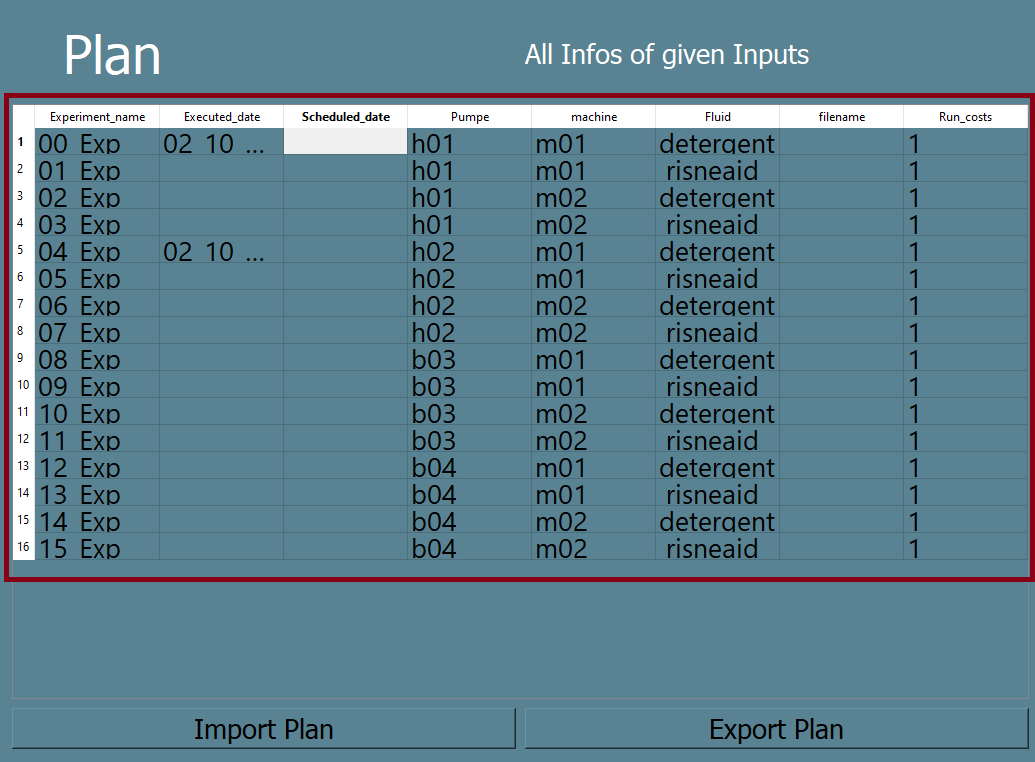 Plan
All Infos of given Inputs
Experiment_name Executed_date Scheduled_date Pumpe machine Fluid filename Run_costs
1 00_Exp 02_10_... h01 m01 detergent 1
2 01_Exp h01 m01 risneaid 1
3 02_Exp h01 m02 detergent 1
4 03_Exp h01 m02 risneaid 1
5 04_Exp 02_10_... h02 m01 detergent 1
6 05_Exp h02 m01 risneaid 1
7 06_Exp h02 m02 detergent 1
8 07_Exp h02 m02 risneaid 1
9 08_Exp b03 m01 detergent 1
10 09_Exp b03 m01 risneaid 1
11 10_Exp b03 m02 detergent 1
12 11_Exp b03 m02 risneaid 1
13 12_Exp b04 m01 detergent 1
14 13_Exp b04 m01 risneaid 1
15 14_Exp b04 m02 detergent 1
16 15_Exp b04 m02 risneaid 1
Import Plan Export Plan